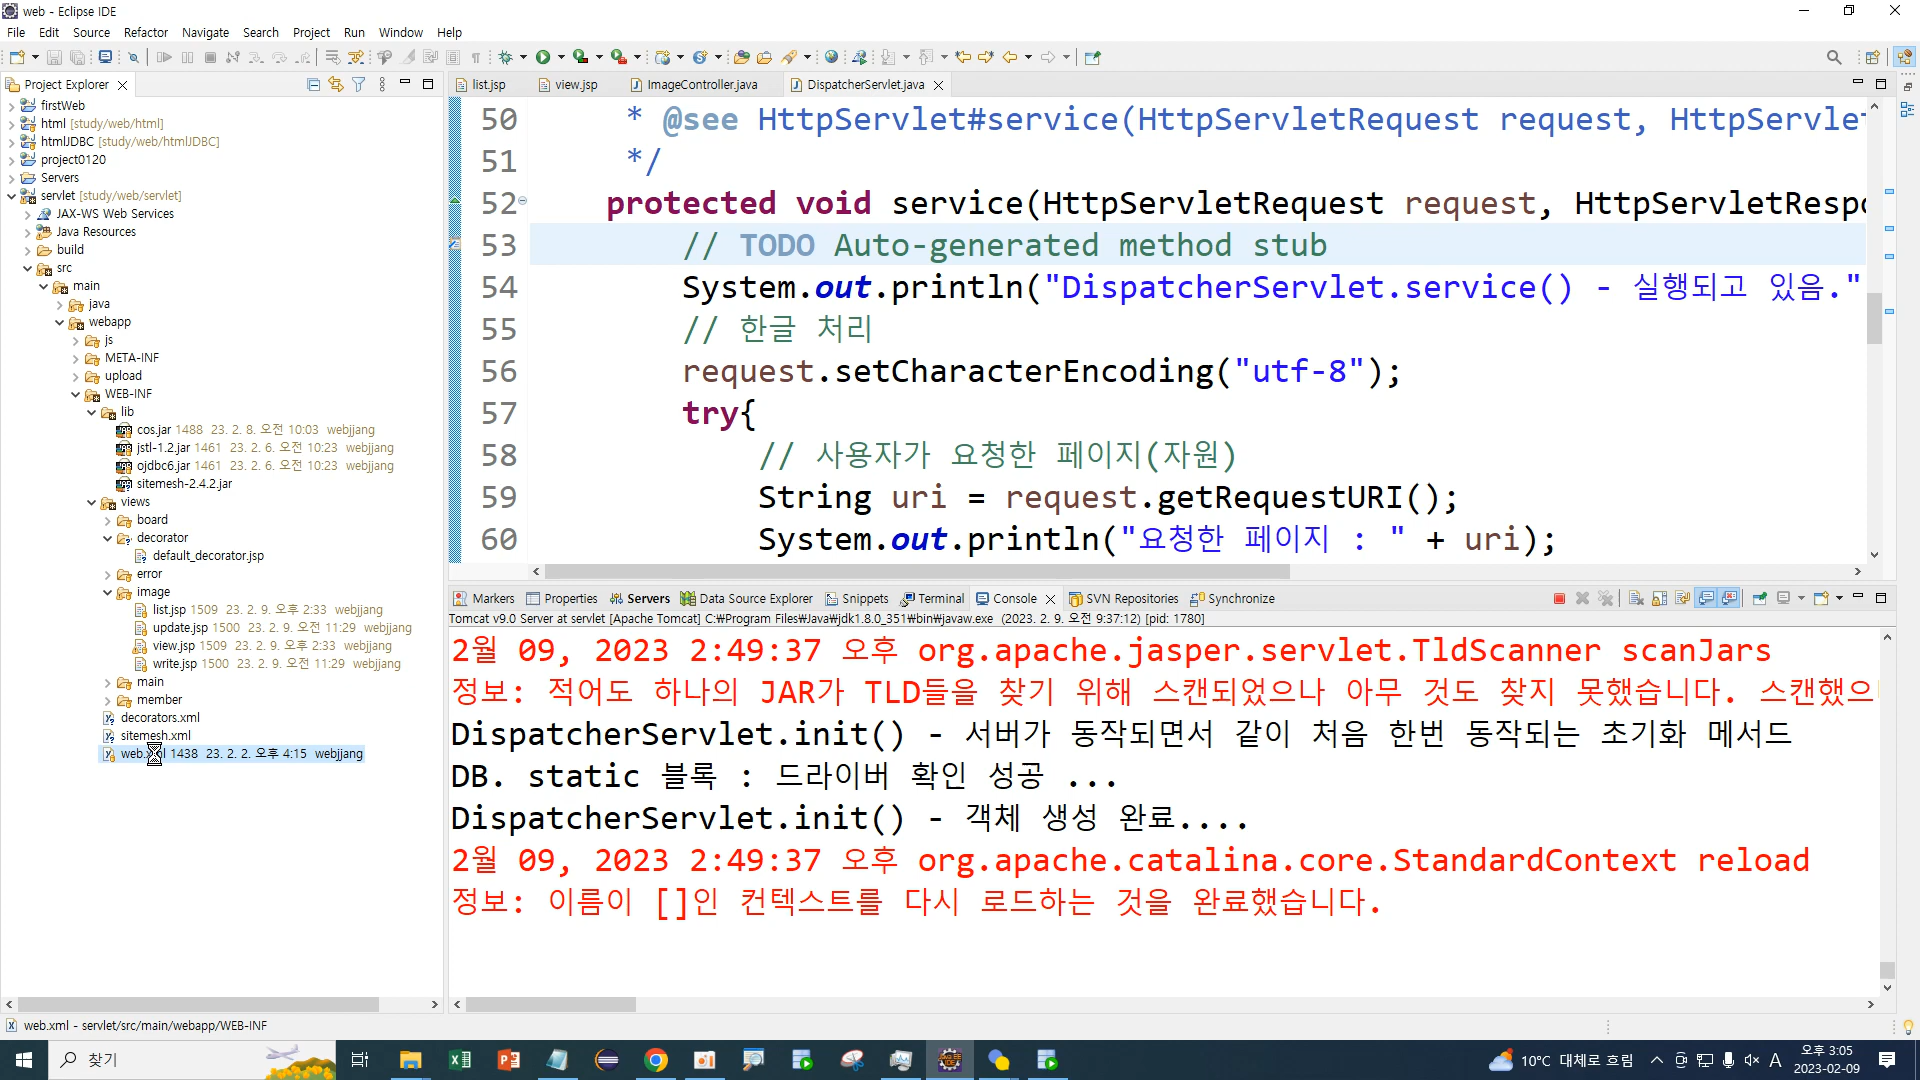 web - Eclipse IDE
File Edit Source Refactor Navigate Search Project Run Window Help
Project Explorer
firstWeb
html [study/web/html]
htmlJDBC [study/web/htmlJDBC]
project0120
Servers
servlet [study/web/servlet]
JAX-WS Web Services
Java Resources
build
src
main
java
webapp
js
META-INF
upload
WEB-INF
lib
cos.jar 1488 23. 2. 8. 오전 10:03 webjjang
jstl-1.2.jar 1461 23. 2. 6. 오전 10:23 webjjang
ojdbc6.jar 1461 23. 2. 6. 오전 10:23 webjjang
sitemesh-2.4.2.jar
views
board
decorator
default_decorator.jsp
error
image
list.jsp 1509 23. 2. 9. 오후 2:33 webjjang
update.jsp 1500 23. 2. 9. 오전 11:29 webjjang
view.jsp 1509 23. 2. 9. 오후 2:33 webjjang
write.jsp 1500 23. 2. 9. 오전 11:29 webjjang
main
member
decorators.xml
sitemesh.xml
web.xml 1438 23. 2. 2. 오후 4:15 webjjang
list.jsp view.jsp ImageController.java DispatcherServlet.java
50 * @see HttpServlet#service(HttpServletRequest request, HttpServlet
51 */
52 protected void service(HttpServletRequest request, HttpServletRespo
53 // TODO Auto-generated method stub
54 System.out.println("DispatcherServlet.service() - 실행되고 있음."
55 // 한글 처리
56 request.setCharacterEncoding("utf-8");
57 try{
58 // 사용자가 요청한 페이지(자원)
59 String uri = request.getRequestURI();
60 System.out.println("요청한 페이지 : " + uri);
Markers Properties Servers Data Source Explorer Snippets Terminal Console SVN Repositories Synchronize
Tomcat v9.0 Server at servlet [Apache Tomcat] C:₩Program Files₩Java₩jdk1.8.0_351₩bin₩javaw.exe (2023. 2. 9. 오전 9:37:12) [pid: 1780]
2월 09, 2023 2:49:37 오후 org.apache.jasper.servlet.TldScanner scanJars
정보: 적어도 하나의 JAR가 TLD들을 찾기 위해 스캔되었으나 아무 것도 찾지 못했습니다. 스캔했으
DispatcherServlet.init() - 서버가 동작되면서 같이 처음 한번 동작되는 초기화 메서드
DB. static 블록 : 드라이버 확인 성공 ...
DispatcherServlet.init() - 객체 생성 완료....
2월 09, 2023 2:49:37 오후 org.apache.catalina.core.StandardContext reload
정보: 이름이 []인 컨텍스트를 다시 로드하는 것을 완료했습니다.
web.xml - servlet/src/main/webapp/WEB-INF
찾기
10°C 대체로 흐림
A
오후 3:05
2023-02-09